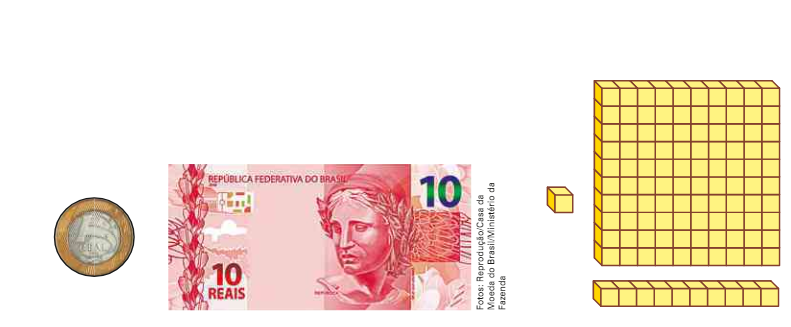 REPÚBLICA FEDERATIVA DO BRASIL
10
10
REAIS
Fotos: Reprodução/Casa da
Moeda do Brasil/Ministério da
Fazenda